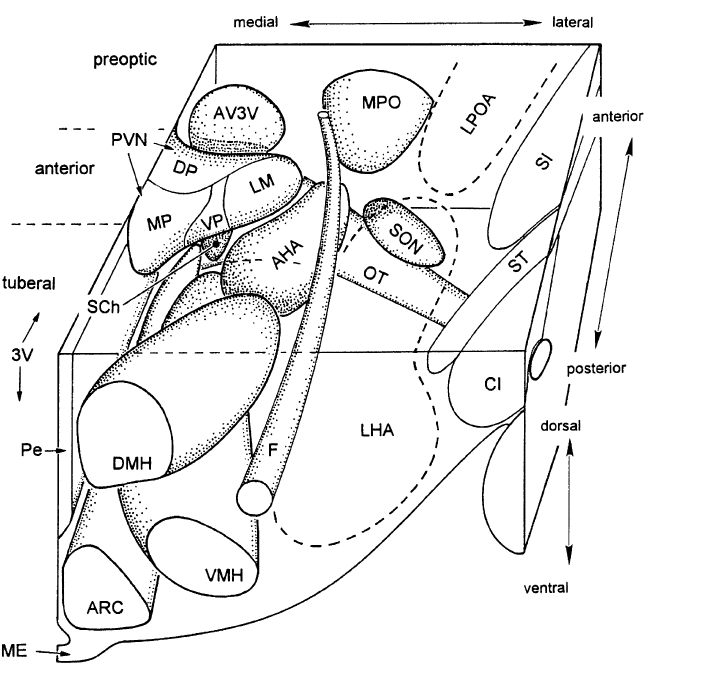 medial lateral
preoptic
AV3V
MPO
LPOA
anterior
PVN
DP
anterior
LM
SI
MP
VP
SON
AHA
ST
OT
tuberal
SCh
3V
posterior
CI
dorsal
LHA
F
Pe
DMH
VMH
ventral
ARC
ME